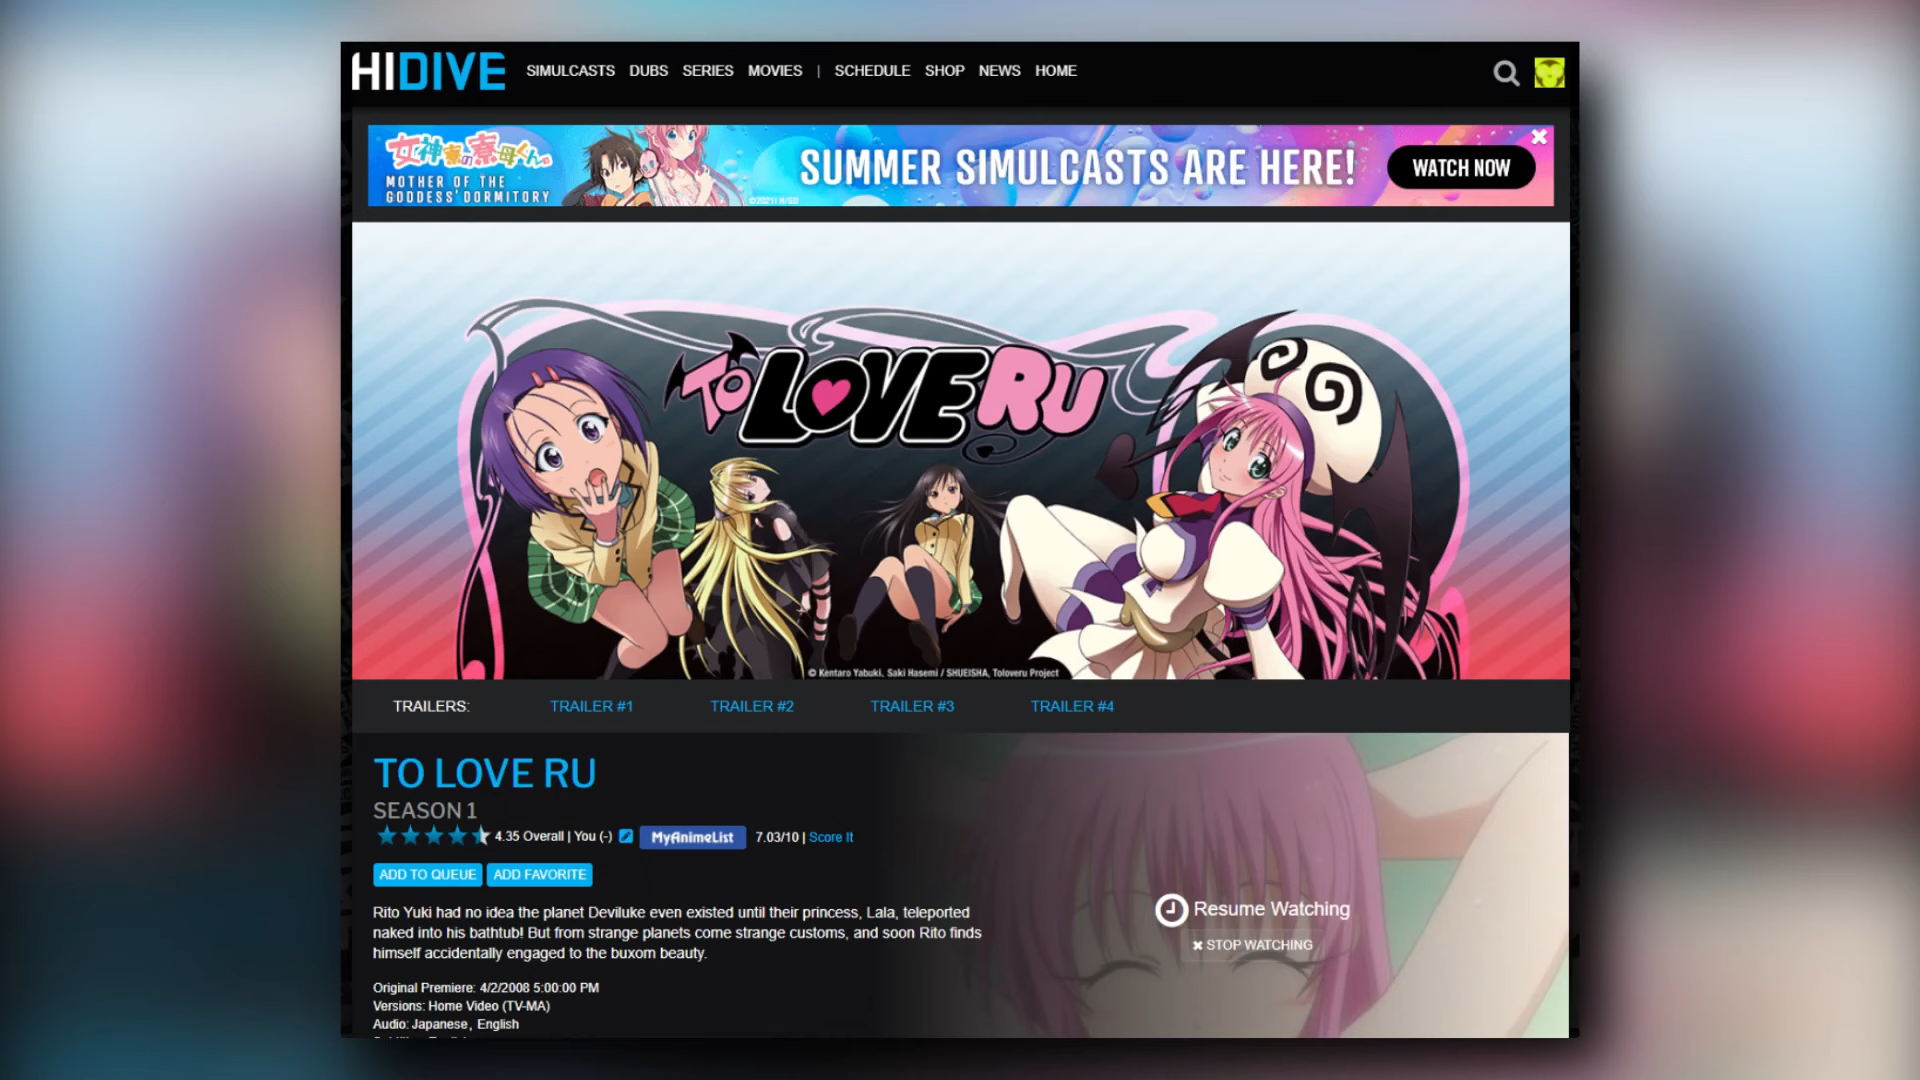 HIDIVE
SIMULCASTS DUBS SERIES MOVIES | SCHEDULE SHOP NEWS HOME
女神寮の寮母くん。
MOTHER OF THE
GODDESS' DORMITORY
SUMMER SIMULCASTS ARE HERE!
WATCH NOW
TO LOVE RU
© Kentaro Yabuki, Saki Hasemi / SHUEISHA, Toloveru Project
TRAILERS: TRAILER #1 TRAILER #2 TRAILER #3 TRAILER #4
TO LOVE RU
SEASON 1
4.35 Overall | You (-) MyAnimeList 7.03/10 | Score It
ADD TO QUEUE ADD FAVORITE
Rito Yuki had no idea the planet Deviluke even existed until their princess, Lala, teleported
naked into his bathtub! But from strange planets come strange customs, and soon Rito finds
himself accidentally engaged to the buxom beauty.
Resume Watching
STOP WATCHING
Original Premiere: 4/2/2008 5:00:00 PM
Versions: Home Video (TV-MA)
Audio: Japanese, English